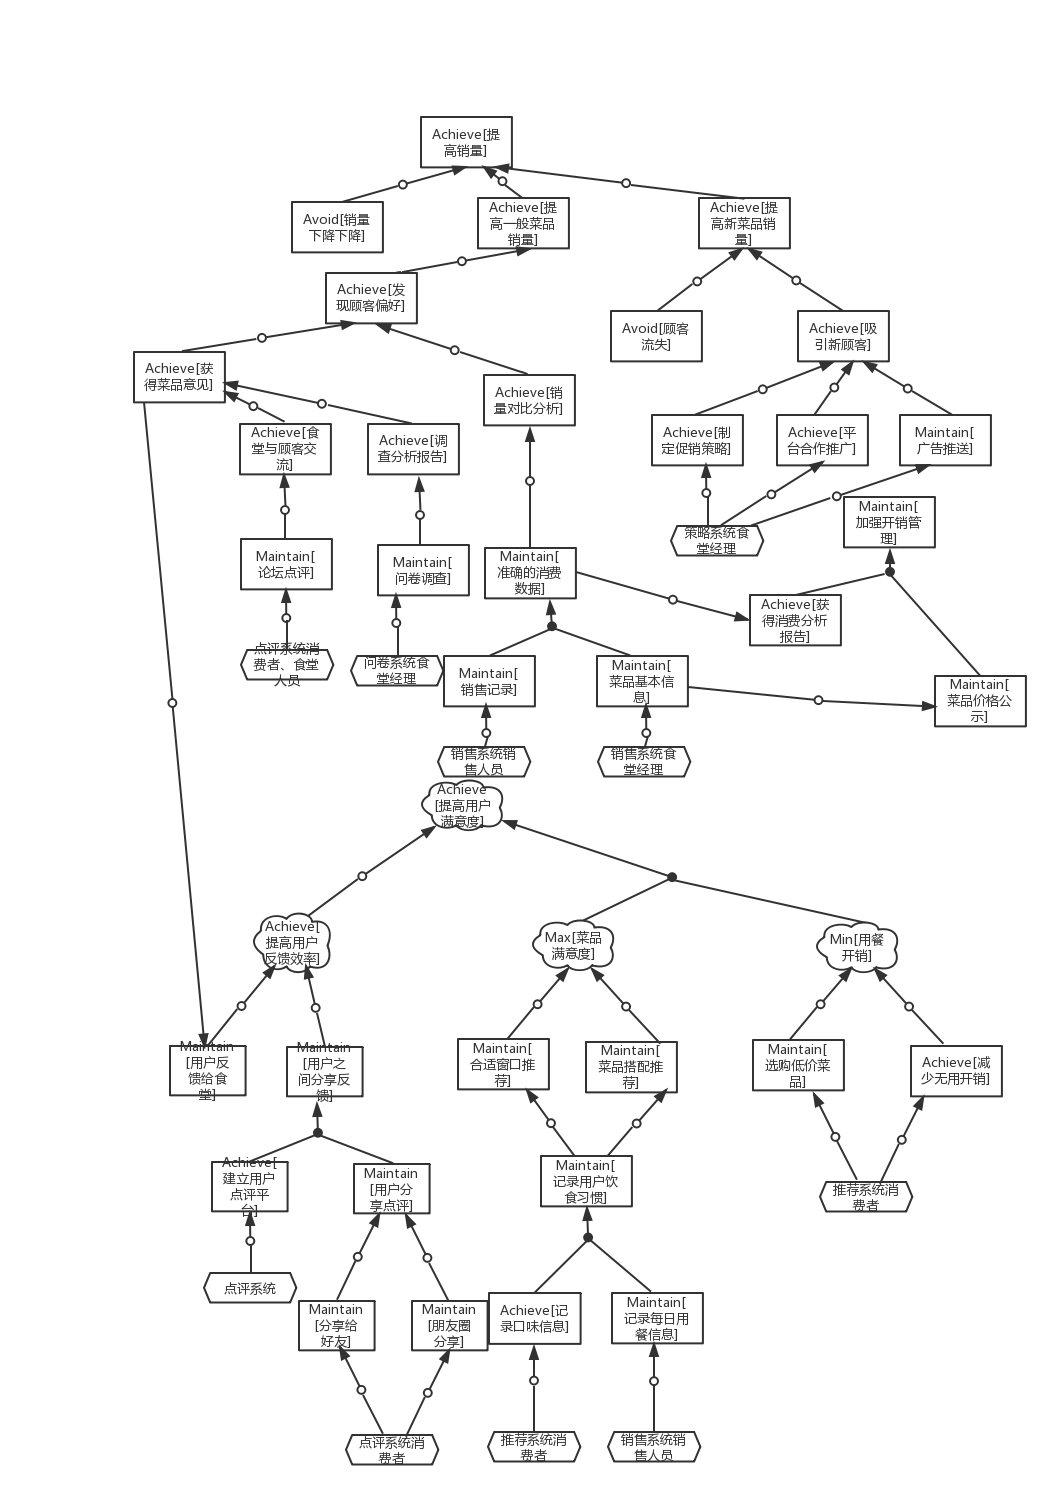 Achieve[提
高销量]
Avoid[销量
下降下降]
Achieve[提
高一般菜品
销量]
Achieve[提
高新菜品销
量]
Achieve[发
现顾客偏好]
Avoid[顾客
流失]
Achieve[吸
引新顾客]
Achieve[获
得菜品意见]
Achieve[销
量对比分析]
Achieve[食
堂与顾客交
流]
Achieve[调
查分析报告]
Achieve[制
定促销策略]
Achieve[平
台合作推广]
Maintain[
广告推送]
Maintain[
论坛点评]
Maintain[
问卷调查]
Maintain[
准确的消费
数据]
策略系统食
堂经理
Maintain[
加强开销管
理]
Achieve[获
得消费分析
报告]
点评系统消
费者、食堂
人员
问卷系统食
堂经理
Maintain[
销售记录]
Maintain[
菜品基本信
息]
Maintain[
菜品价格公
示]
销售系统销
售人员
销售系统食
堂经理
Achieve
[提高用户
满意度]
Achieve[
提高用户
反馈效率]
Max[菜品
满意度]
Min[用餐
开销]
Maintain
[用户反
馈给食
堂]
Maintain
[用户之
间分享反
馈]
Maintain[
合适窗口推
荐]
Maintain[
菜品搭配推
荐]
Maintain[
选购低价菜
品]
Achieve[减
少无用开销]
Achieve[
建立用户
点评平
台]
Maintain
[用户分
享点评]
Maintain[
记录用户饮
食习惯]
推荐系统消
费者
点评系统
Maintain
[分享给
好友]
Maintain
[朋友圈
分享]
Achieve[记
录口味信息]
Maintain[
记录每日用
餐信息]
点评系统消
费者
推荐系统消
费者
销售系统销
售人员